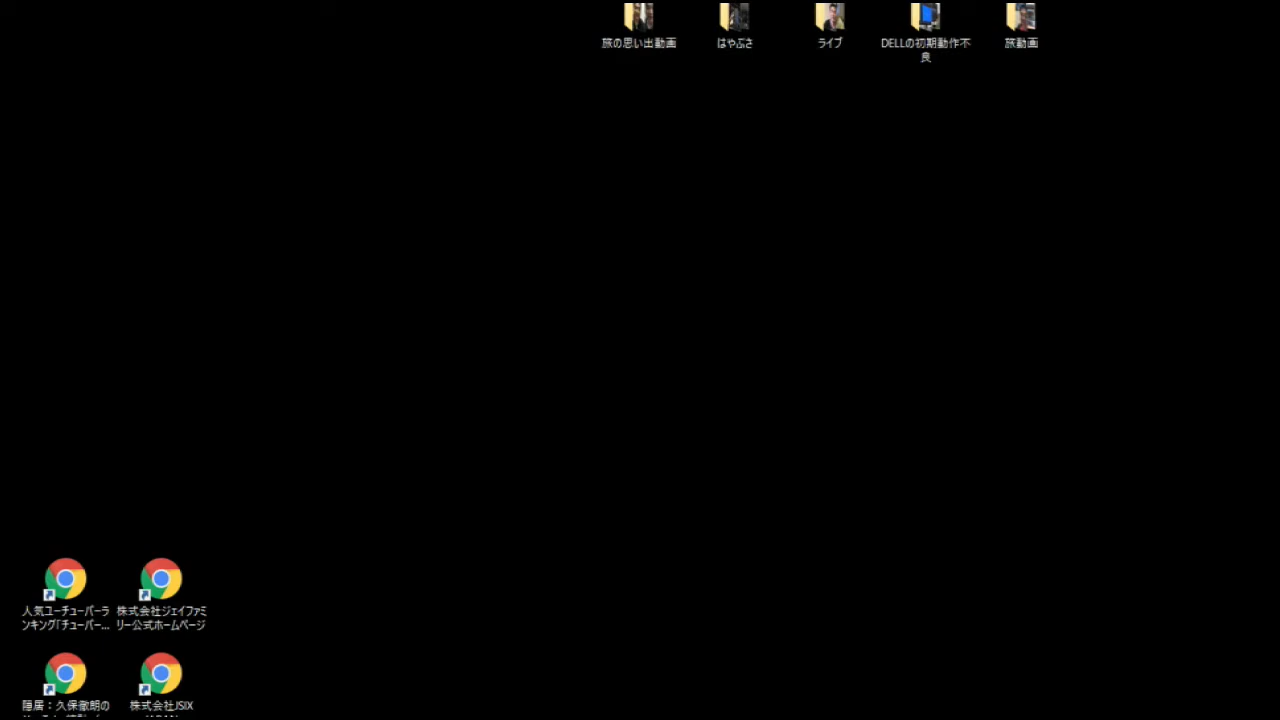 旅の思い出動画
はやぶさ
ライブ
DELLの初期動作不
良
旅動画
人気ユーチューバーラ
ンキング「チューバー...
株式会社ジェイファミ
リー公式ホームページ
隠居：久保徹朗の
株式会社JSIX